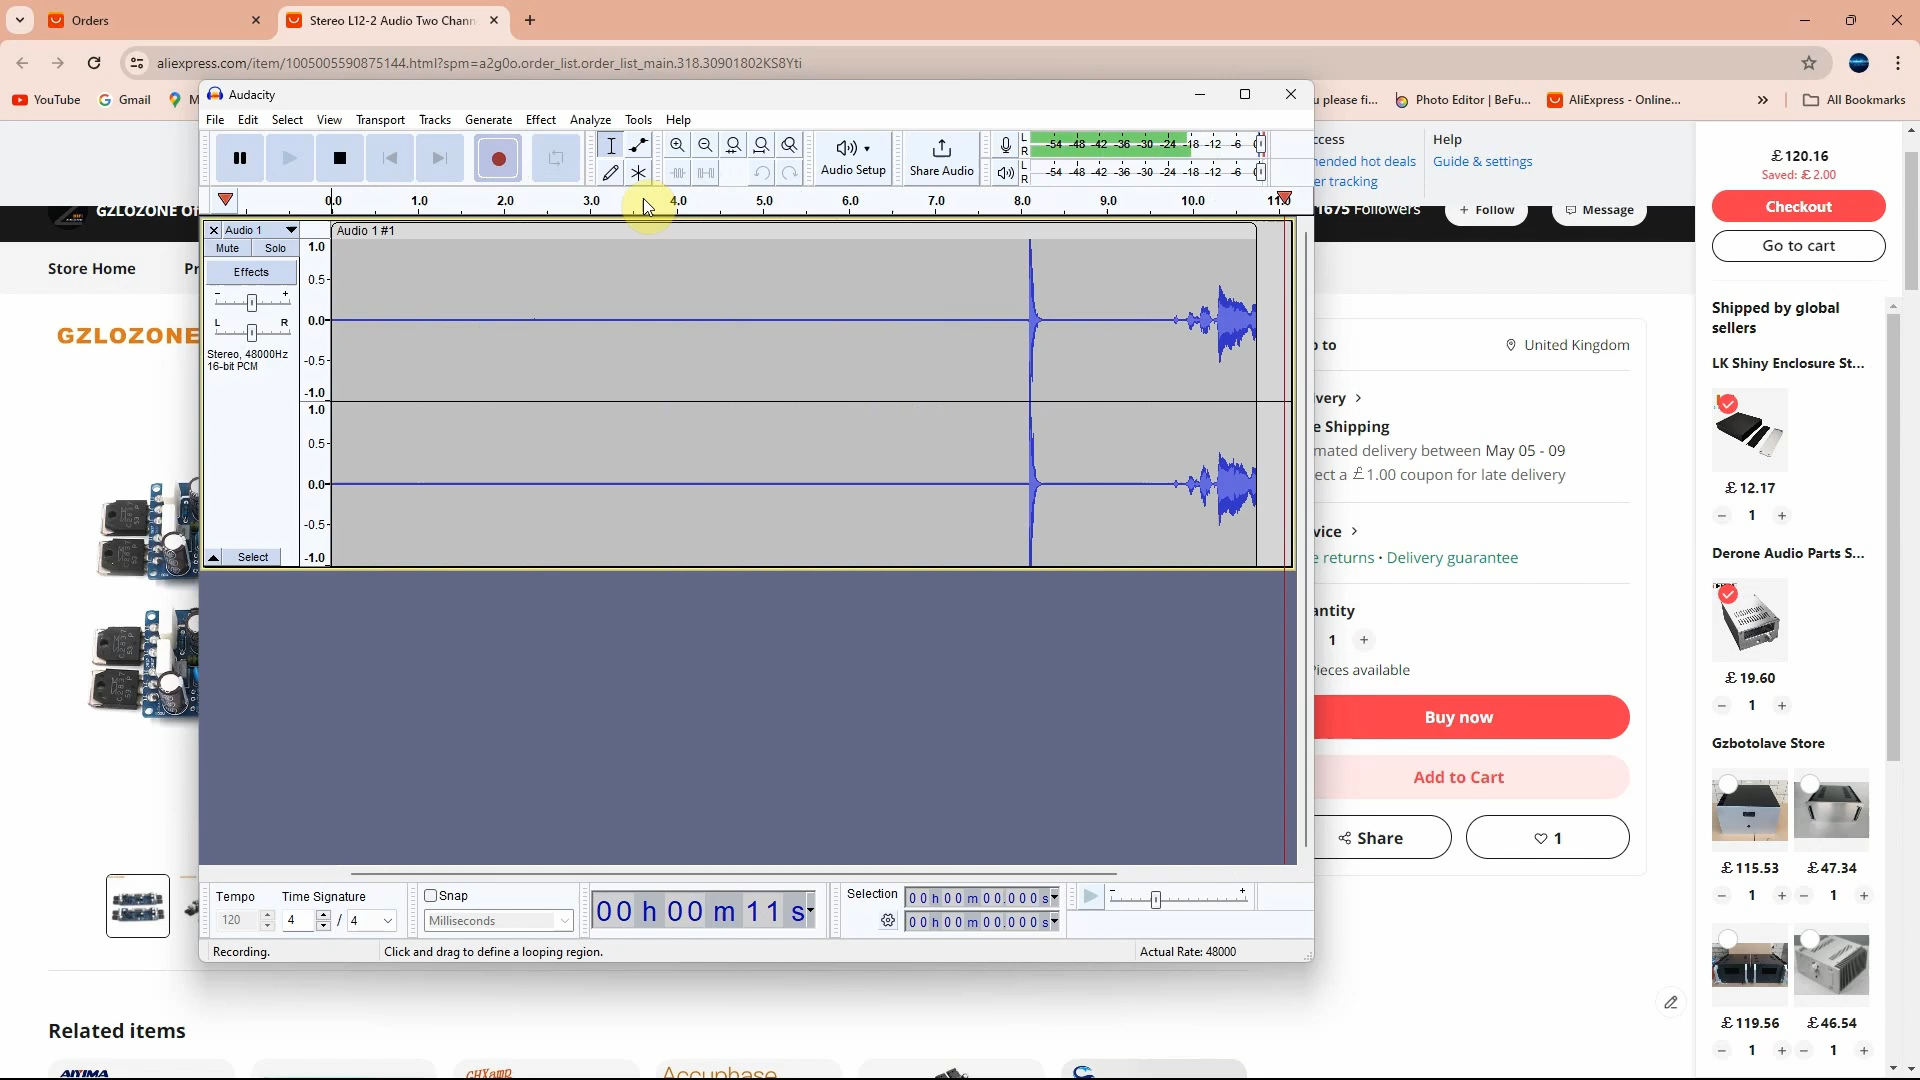 Orders
Stereo L12-2 Audio Two Chann
aliexpress.com/item/1005005590875144.html?spm=a2g0o.order_list.order_list_main.318.30901802KS8Yti
YouTube
Gmail
M
u please fi...
Photo Editor | BeFu...
AliExpress - Online...
All Bookmarks
Audacity
File Edit Select View Transport Tracks Generate Effect Analyze Tools Help
Audio Setup
Share Audio
L
R
-54 -48 -42 -36 -30 -24 -18 -12 -6
L
R
-54 -48 -42 -36 -30 -24 -18 -12 -6
0.0 1.0 2.0 3.0 4.0 5.0 6.0 7.0 8.0 9.0 10.0 11.0
Audio 1
Audio 1 #1
Mute Solo
Effects
L R
Stereo, 48000Hz
16-bit PCM
1.0
0.5
0.0
-0.5
-1.0
1.0
0.5
0.0
-0.5
-1.0
Select
Tempo
120
Time Signature
4 / 4
Snap
Milliseconds
00 h 00 m 11 s
Selection
00 h 00 m 00.000 s
00 h 00 m 00.000 s
Recording.
Click and drag to define a looping region.
Actual Rate: 48000
GZLOZONE
Store Home
Pr
GZLOZONE
Related items
AIYIMA
GHXamp
Accuphase
ccess
nended hot deals
er tracking
Help
Guide & settings
1675 Followers
+ Follow
Message
p to
United Kingdom
very >
e Shipping
mated delivery between May 05 - 09
ect a £1.00 coupon for late delivery
vice >
e returns • Delivery guarantee
antity
1 +
Pieces available
Buy now
Add to Cart
Share
1
£120.16
Saved: £2.00
Checkout
Go to cart
Shipped by global
sellers
LK Shiny Enclosure St...
£12.17
− 1 +
Derone Audio Parts S...
£19.60
− 1 +
Gzbotolave Store
£115.53
£47.34
− 1 +
− 1 +
£119.56
£46.54
− 1 +
− 1 +